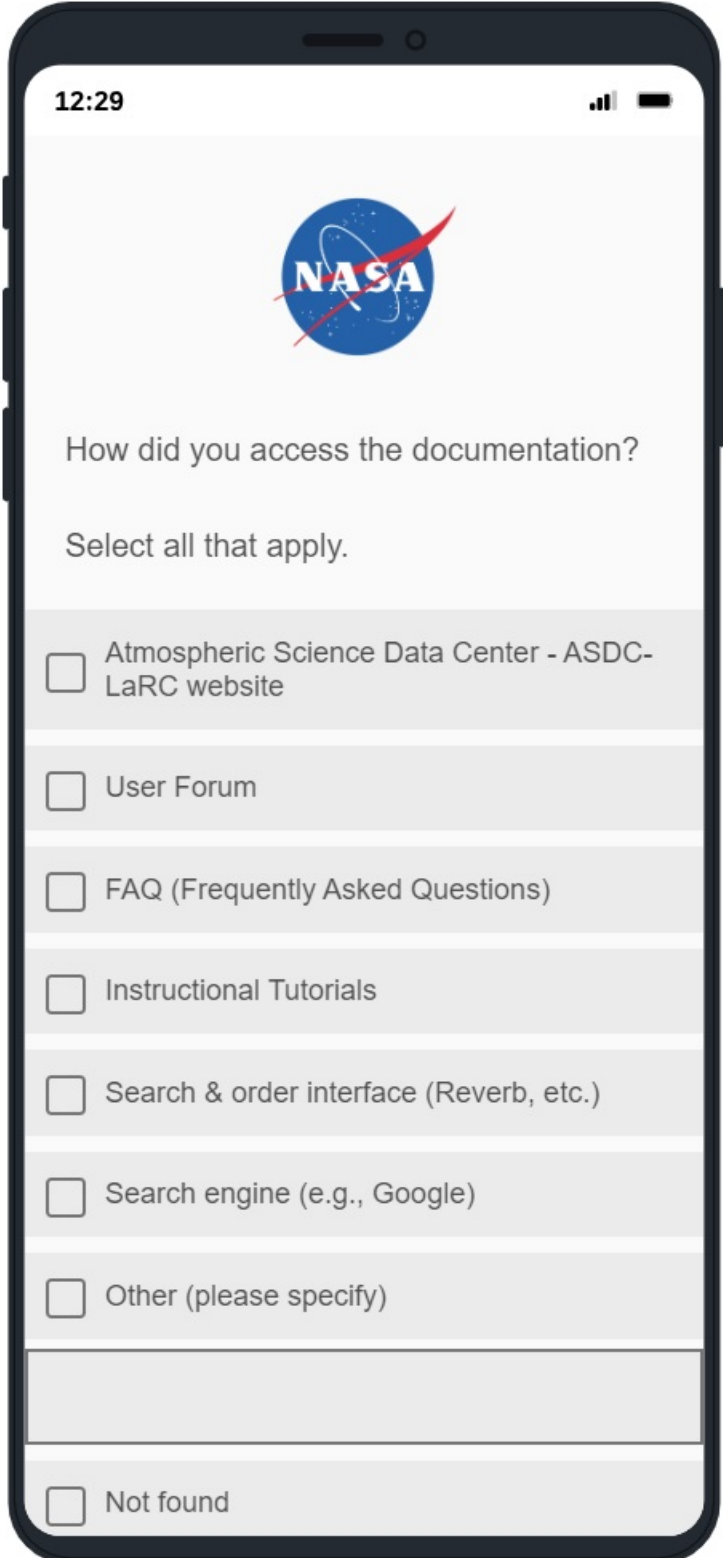 12:29
NASA
How did you access the documentation?
Select all that apply.
Atmospheric Science Data Center - ASDC-
LaRC website
User Forum
FAQ (Frequently Asked Questions)
Instructional Tutorials
Search & order interface (Reverb, etc.)
Search engine (e.g., Google)
Other (please specify)
Not found